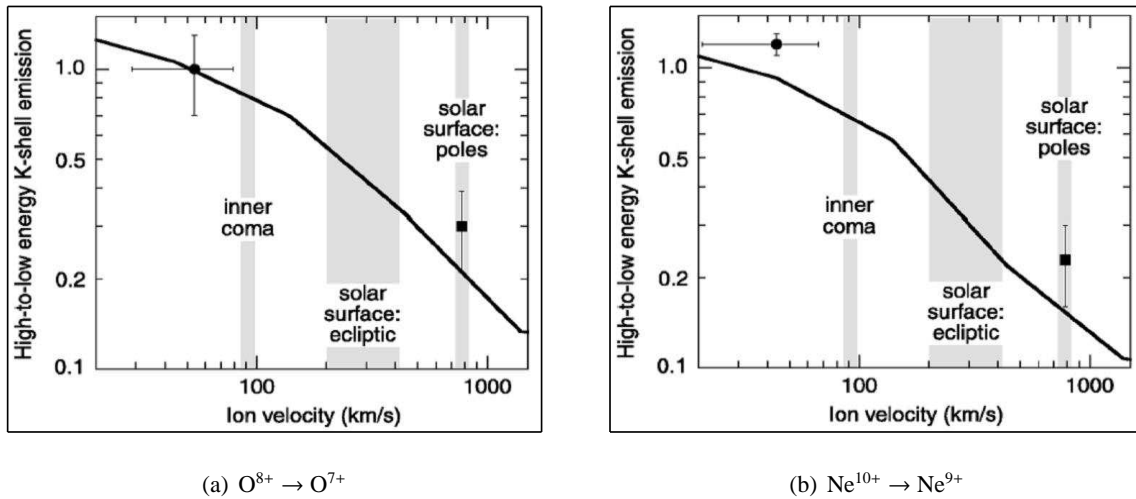 High-to-low energy K-shell emission
1.0
0.5
0.2
0.1
solar
surface:
poles
inner
coma
solar
surface:
ecliptic
100
1000
Ion velocity (km/s)
(a) O⁸⁺ → O⁷⁺
High-to-low energy K-shell emission
1.0
0.5
0.2
0.1
solar
surface:
poles
inner
coma
solar
surface:
ecliptic
100
1000
Ion velocity (km/s)
(b) Ne¹⁰⁺ → Ne⁹⁺